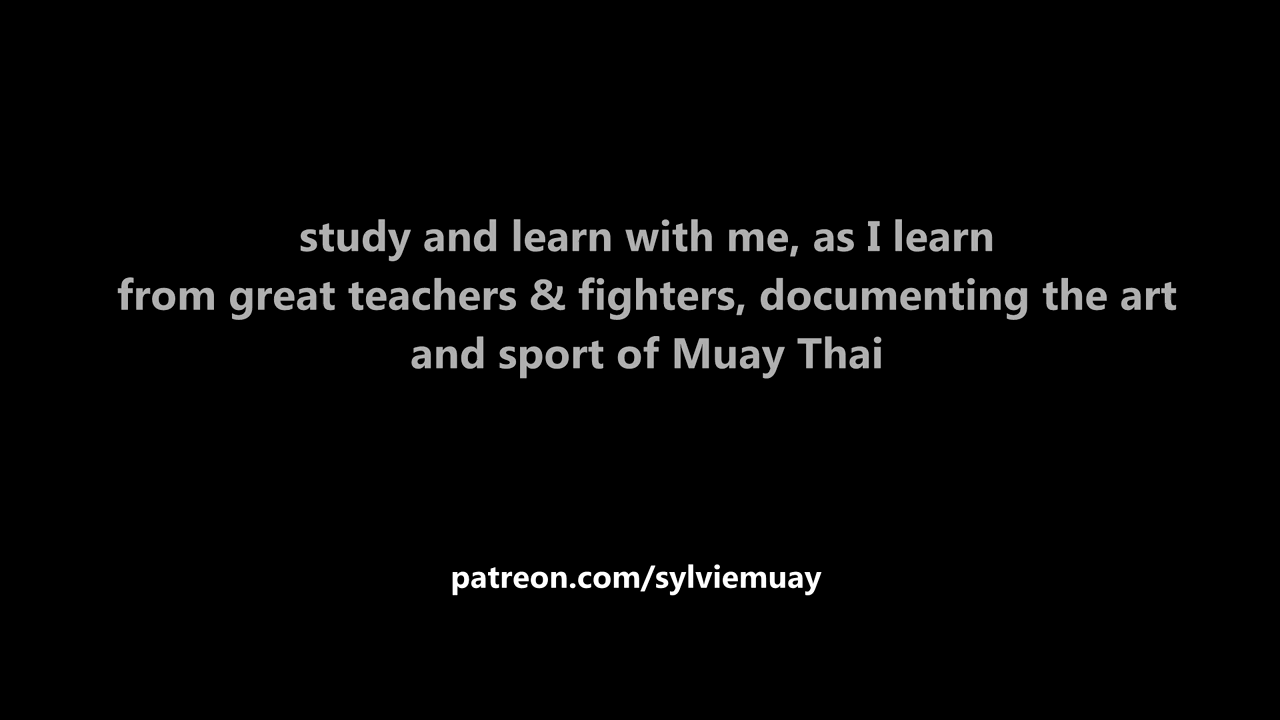 study and learn with me, as I learn
from great teachers & fighters, documenting the art
and sport of Muay Thai
patreon.com/sylviemuay